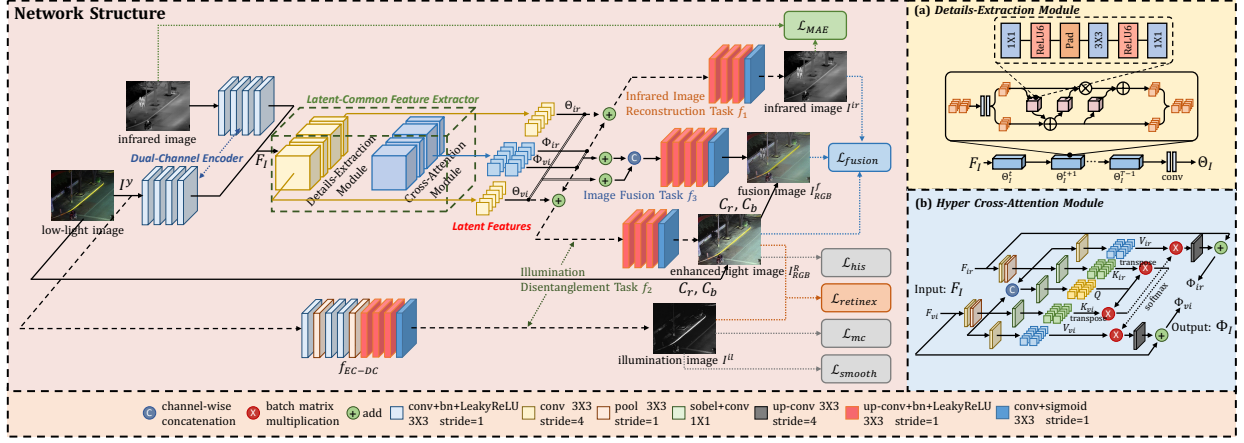 Network Structure
ℒ_MAE
infrared image
Dual-Channel Encoder
I^y
low-light image
F_I
Latent-Common Feature Extractor
Details-Extraction
Module
Cross-Attention
Module
Latent Features
Θ_ir
Φ_ir
Φ_vi
Θ_vi
Infrared Image
Reconstruction Task f_1
infrared image I^ir
Image Fusion Task f_3
fusion image I^f_RGB
C_r, C_b
ℒ_fusion
enhanced-light image I^R_RGB
C_r, C_b
Illumination
Disentanglement Task f_2
f_EC-DC
illumination image I^il
ℒ_his
ℒ_retinex
ℒ_mc
ℒ_smooth
(a) Details-Extraction Module
1X1
ReLU6
Pad
3X3
ReLU6
1X1
F_I
Θ^t_I
Θ^{t+1}_I
Θ^{T-1}_I
conv
Θ_I
(b) Hyper Cross-Attention Module
F_ir
V_ir
transpose
K_ir
Input: F_I
Q
softmax
Φ_ir
F_vi
K_vi
transpose
V_vi
Φ_vi
Output: Φ_I
channel-wise
concatenation
batch matrix
multiplication
add
conv+bn+LeakyReLU
3X3 stride=1
conv 3X3
stride=4
pool 3X3
stride=1
sobel+conv
1X1
up-conv 3X3
stride=4
up-conv+bn+LeakyReLU
3X3 stride=1
conv+sigmoid
3X3 stride=1